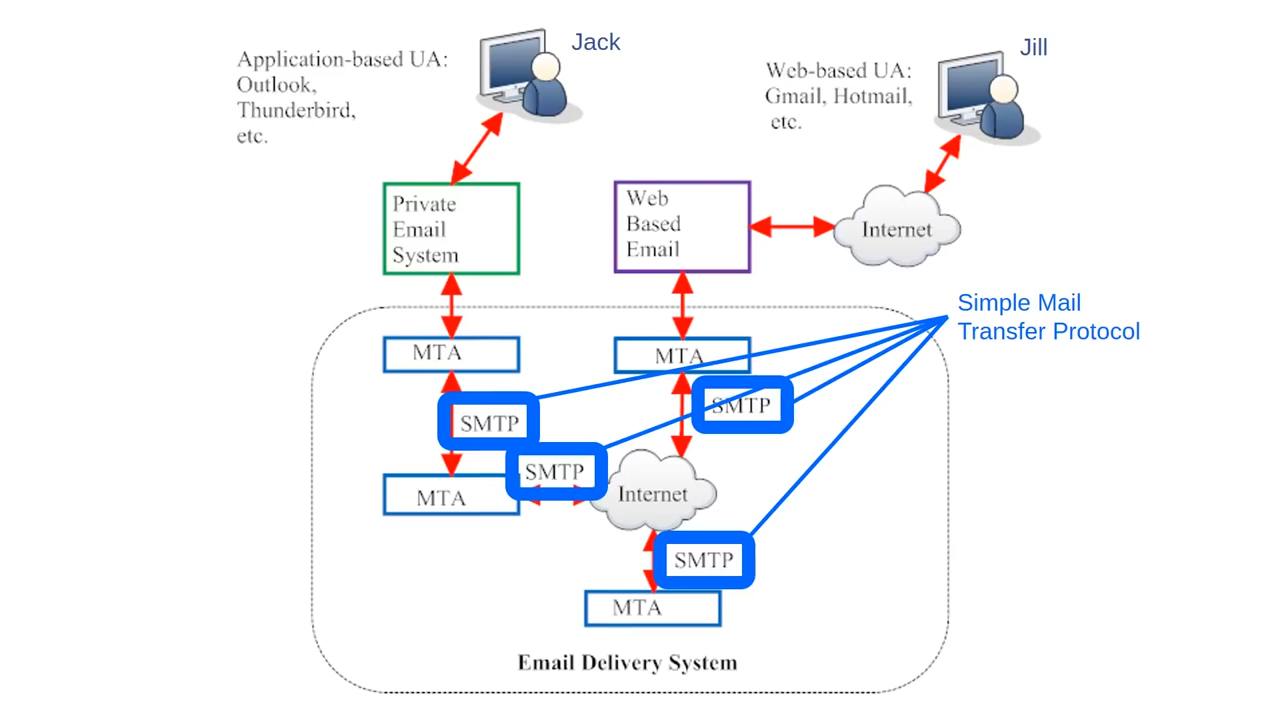 Jack
Application-based UA:
Outlook,
Thunderbird,
etc.
Jill
Web-based UA:
Gmail, Hotmail,
etc.
Private
Email
System
Web
Based
Email
Internet
Simple Mail
Transfer Protocol
MTA
MTA
SMTP
SMTP
SMTP
MTA
Internet
SMTP
MTA
Email Delivery System